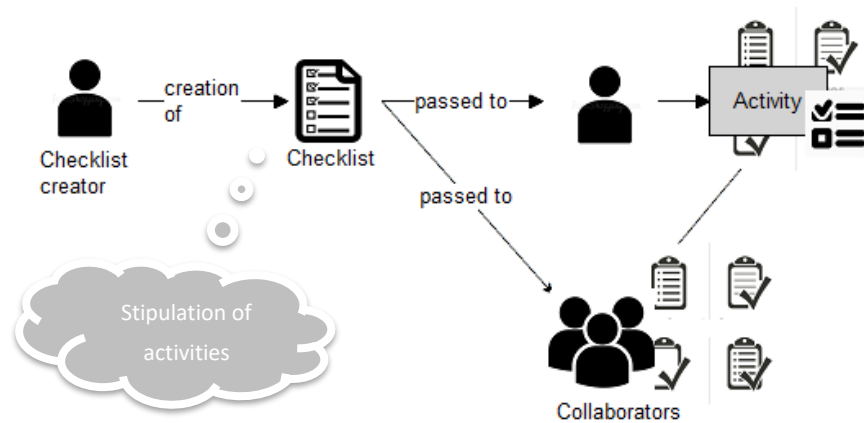 creation
of
passed to
Activity
Checklist
creator
Checklist
passed to
Stipulation of
activities
Collaborators